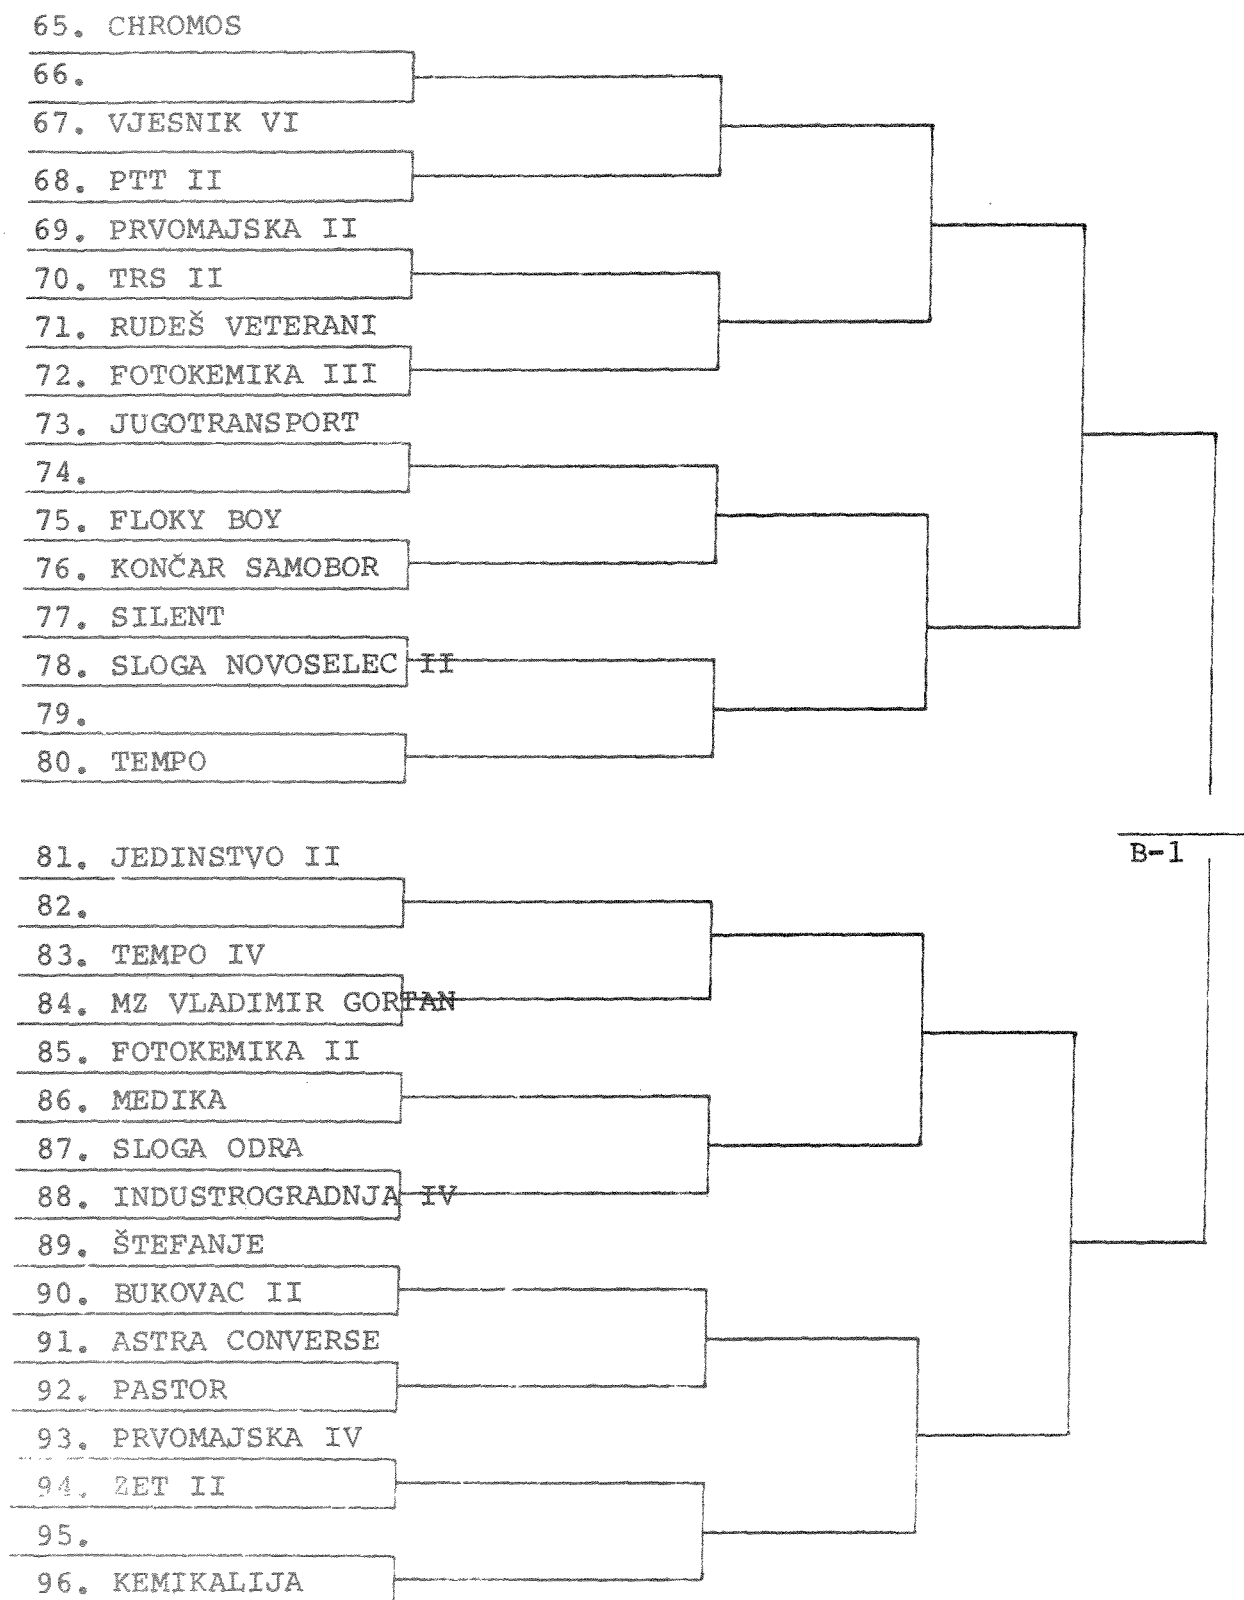 65. CHROMOS
66.
67. VJESNIK VI
68. PTT II
69. PRVOMAJSKA II
70. TRS II
71. RUDEŠ VETERANI
72. FOTOKEMIKA III
73. JUGOTRANSPORT
74.
75. FLOKY BOY
76. KONČAR SAMOBOR
77. SILENT
78. SLOGA NOVOSELEC II
79.
80. TEMPO
81. JEDINSTVO II
B-1
82.
83. TEMPO IV
84. MZ VLADIMIR GORTAN
85. FOTOKEMIKA II
86. MEDIKA
87. SLOGA ODRA
88. INDUSTROGRADNJA IV
89. ŠTEFANJE
90. BUKOVAC II
91. ASTRA CONVERSE
92. PASTOR
93. PRVOMAJSKA IV
94. ZET II
95.
96. KEMIKALIJA